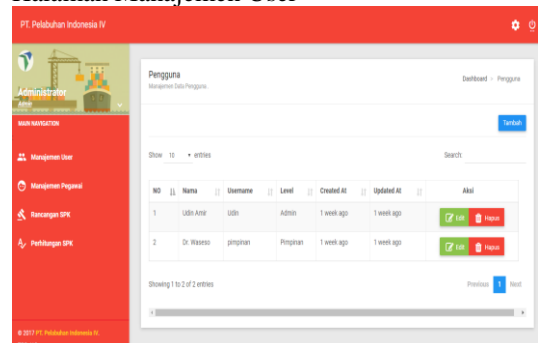 Halaman Manajemen User
PT. Pelabuhan Indonesia IV
Administrator
Admin
MAIN NAVIGATION
Manajemen User
Manajemen Pegawai
Rancangan SPK
Perhitungan SPK
© 2017 PT. Pelabuhan Indonesia IV.
Pengguna
Manajemen Data Pengguna.
Dashboard > Pengguna
Tambah
Show 10 entries
Search:
NO Nama Username Level Created At Updated At Aksi
1 Udin Amir Udin Admin 1 week ago 1 week ago Edit Hapus
2 Dr. Waseso pimpinan Pimpinan 1 week ago 1 week ago Edit Hapus
Showing 1 to 2 of 2 entries
Previous 1 Next